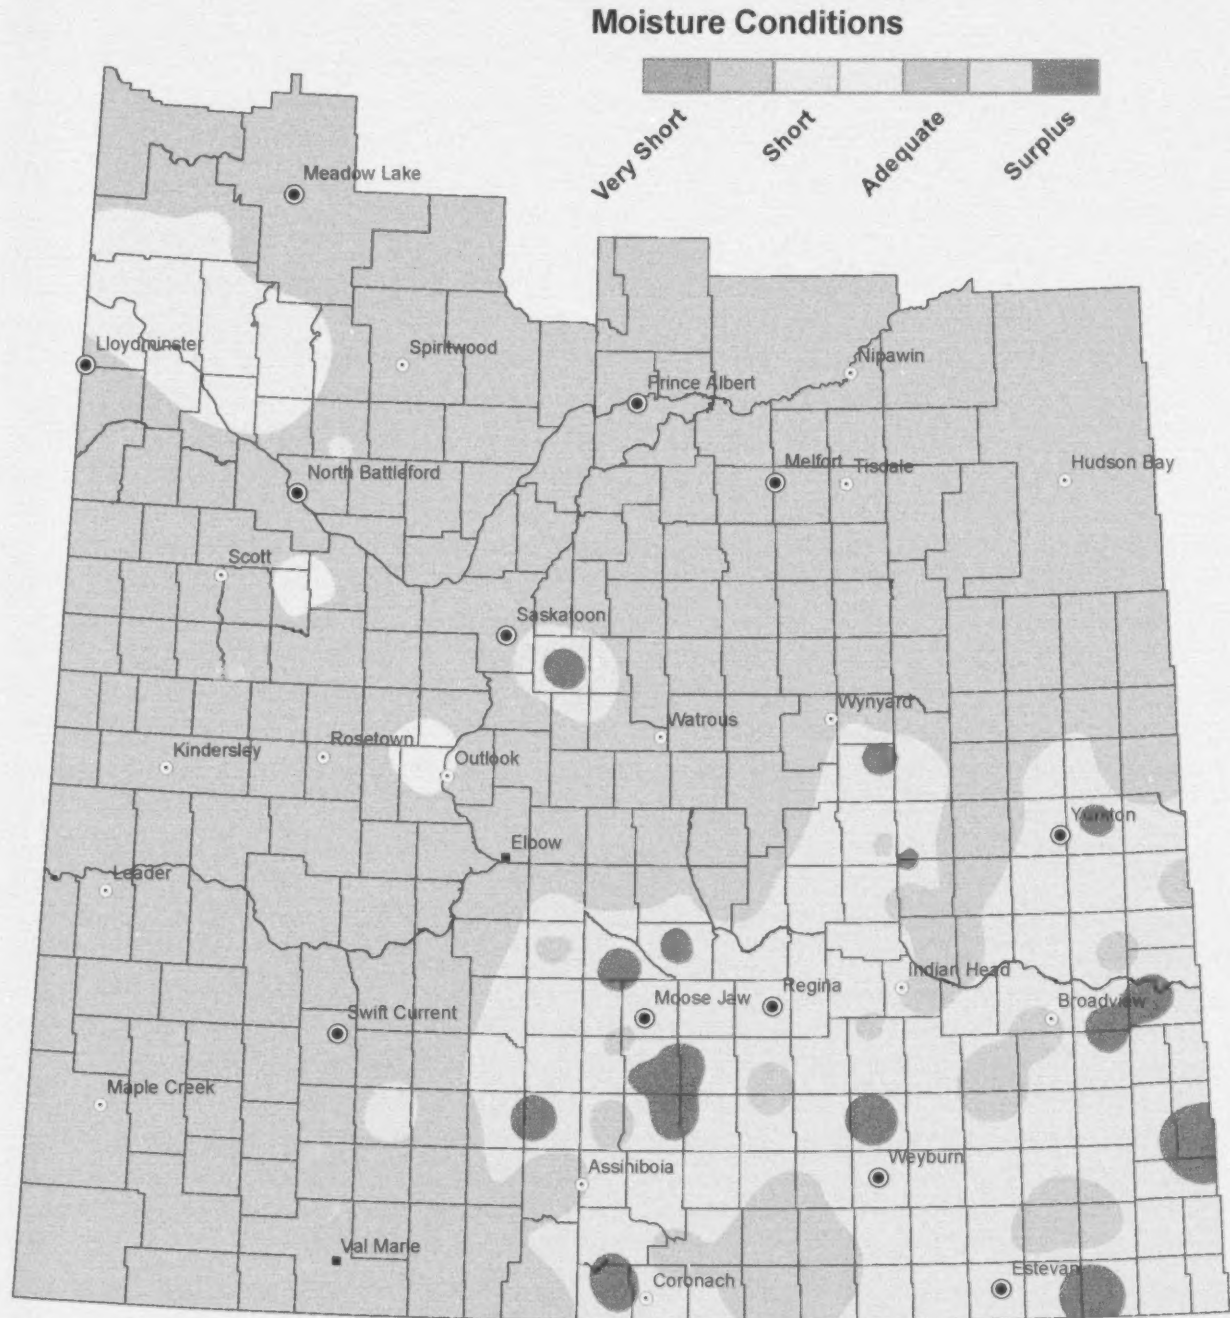 Moisture Conditions
Very Short
Short
Adequate
Surplus
Meadow Lake
Lloydminster
Spiritwood
Nipawin
Prince Albert
North Battleford
Melfort
Tisdale
Hudson Bay
Scott
Saskatoon
Wynyard
Watrous
Rosetown
Kindersley
Outlook
Yorkton
Elbow
Leader
Indian Head
Regina
Moose Jaw
Broadview
Swift Current
Maple Creek
Weyburn
Assiniboia
Val Marie
Coronach
Estevan